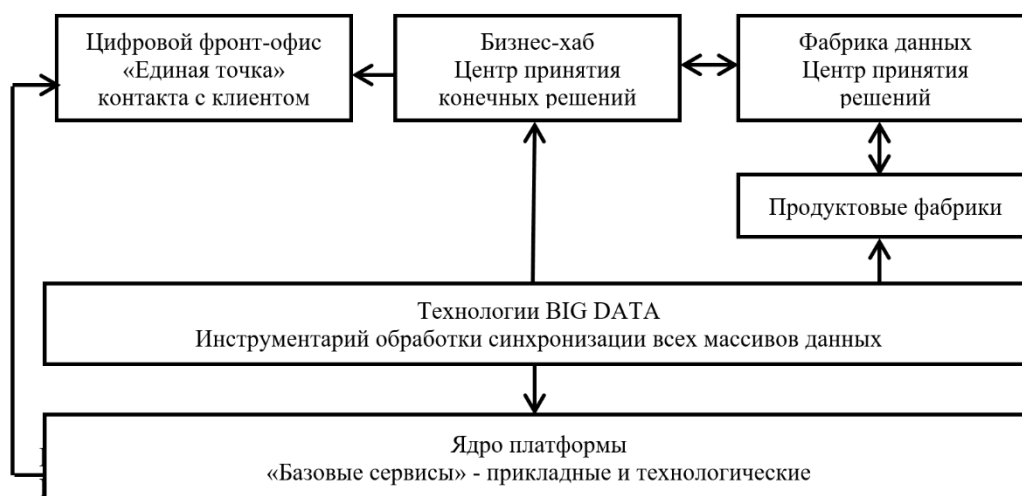 Цифровой фронт-офис
«Единая точка»
контакта с клиентом
Бизнес-хаб
Центр принятия
конечных решений
Фабрика данных
Центр принятия
решений
Продуктовые фабрики
Технологии BIG DATA
Инструментарий обработки синхронизации всех массивов данных
Ядро платформы
«Базовые сервисы» - прикладные и технологические